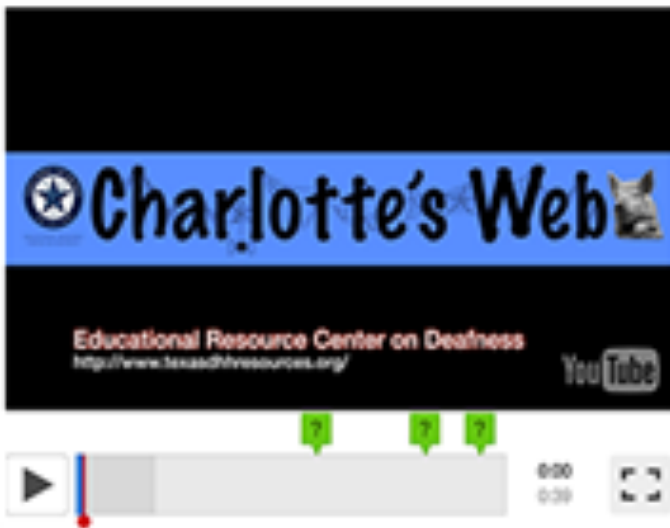 Charlotte's Web
Educational Resource Center on Deafness
http://www.texasdhhresources.org/
YouTube
? ? ?
0:00
0:39